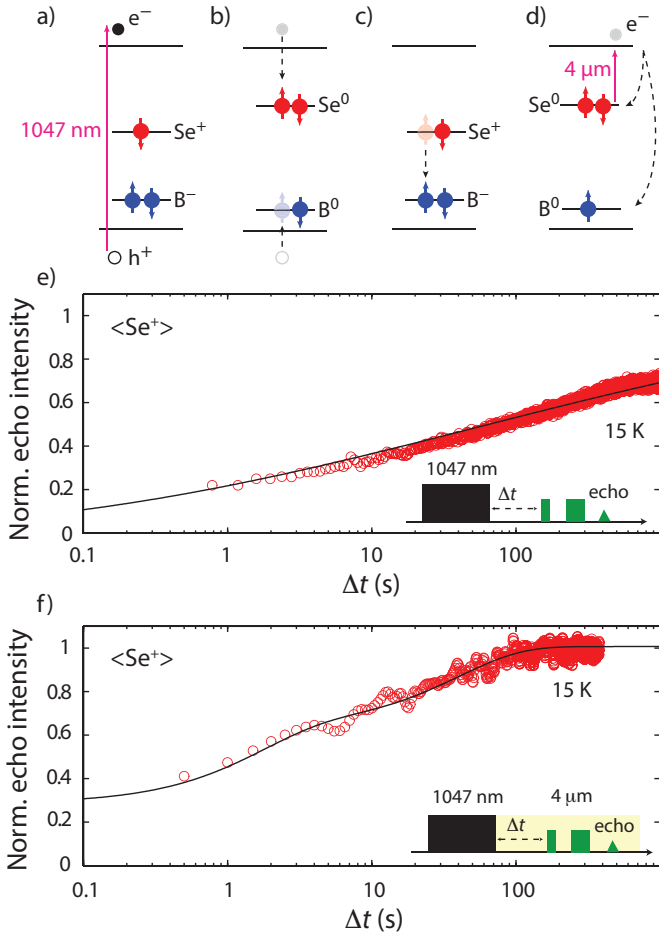 a) e⁻ b) c) d) e⁻
4 μm
Se⁰ Se⁰
1047 nm Se⁺ Se⁺
B⁻ B⁰ B⁻ B⁰
h⁺
e)
1
<Se⁺>
0.8
0.6
15 K
0.4
1047 nm
Δt echo
0.2
0
0.1 1 10 100
Δt (s)
Norm. echo intensity
f)
1
<Se⁺>
15 K
0.8
0.6
0.4
1047 nm 4 μm
0.2
Δt echo
0
0.1 1 10 100
Δt (s)
Norm. echo intensity